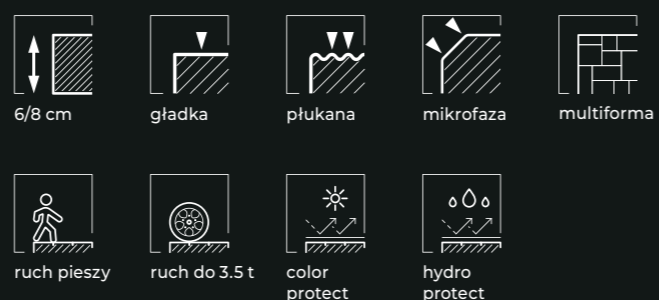 6/8 cm
gładka
płukana
mikrofaza
multiforma
ruch pieszy
ruch do 3.5 t
color
protect
hydro
protect